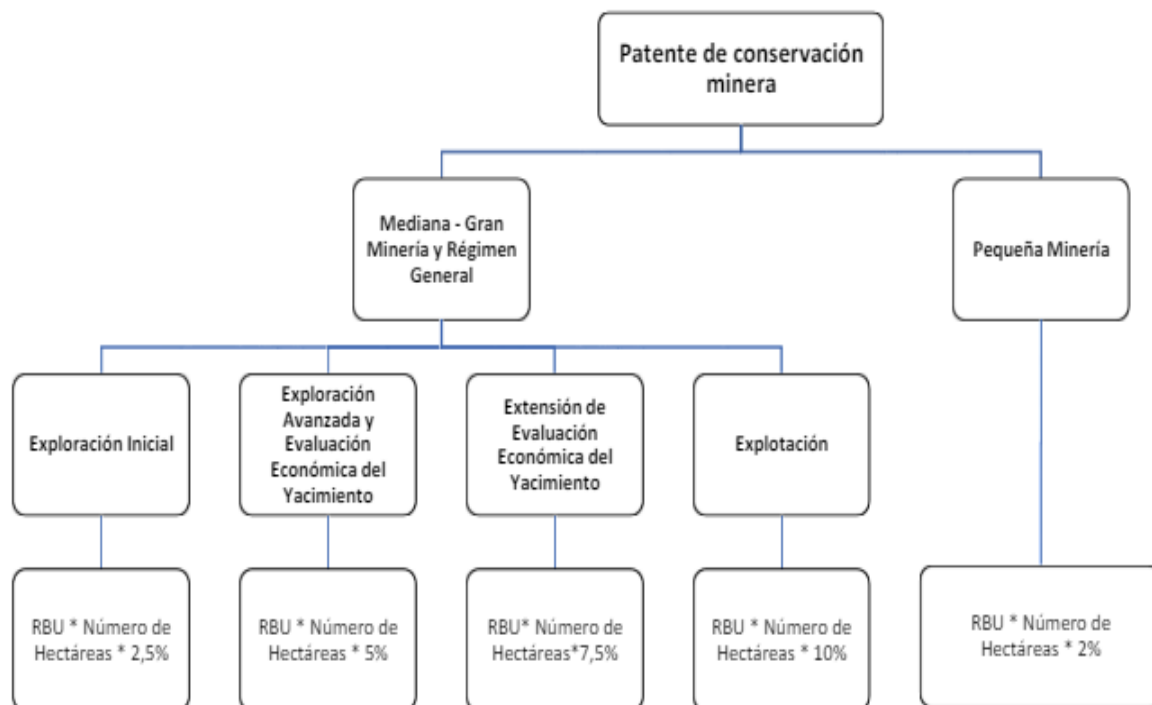 Patente de conservación
minera
Mediana - Gran
Minería y Régimen
General
Pequeña Minería
Exploración Inicial
Exploración
Avanzada y
Evaluación
Económica del
Yacimiento
Extensión de
Evaluación
Económica del
Yacimiento
Explotación
RBU * Número de
Hectáreas * 2,5%
RBU * Número de
Hectáreas * 5%
RBU* Número de
Hectáreas*7,5%
RBU * Número de
Hectáreas * 10%
RBU * Número de
Hectáreas * 2%